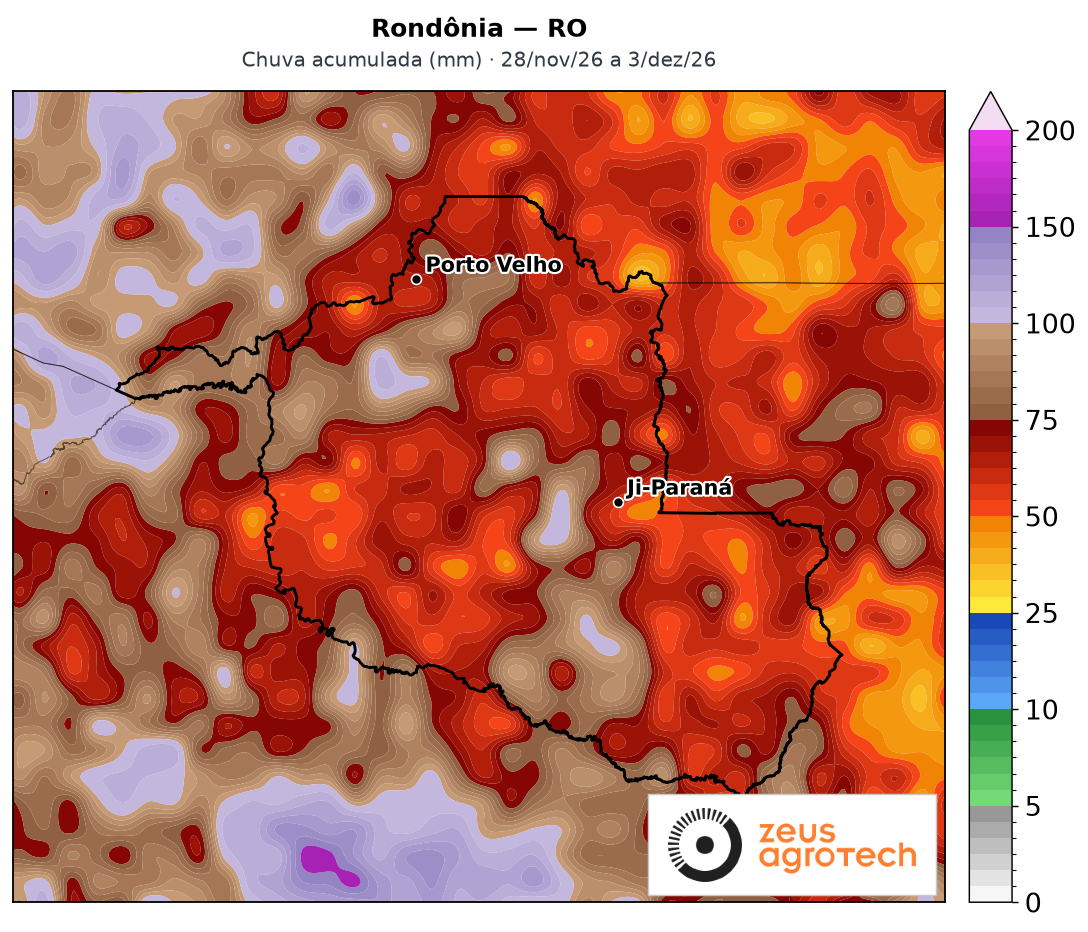 Rondônia — RO
Chuva acumulada (mm) · 28/nov/26 a 3/dez/26
200
150
100
75
50
25
10
5
0
Porto Velho
Ji-Paraná
zeus
agrotech